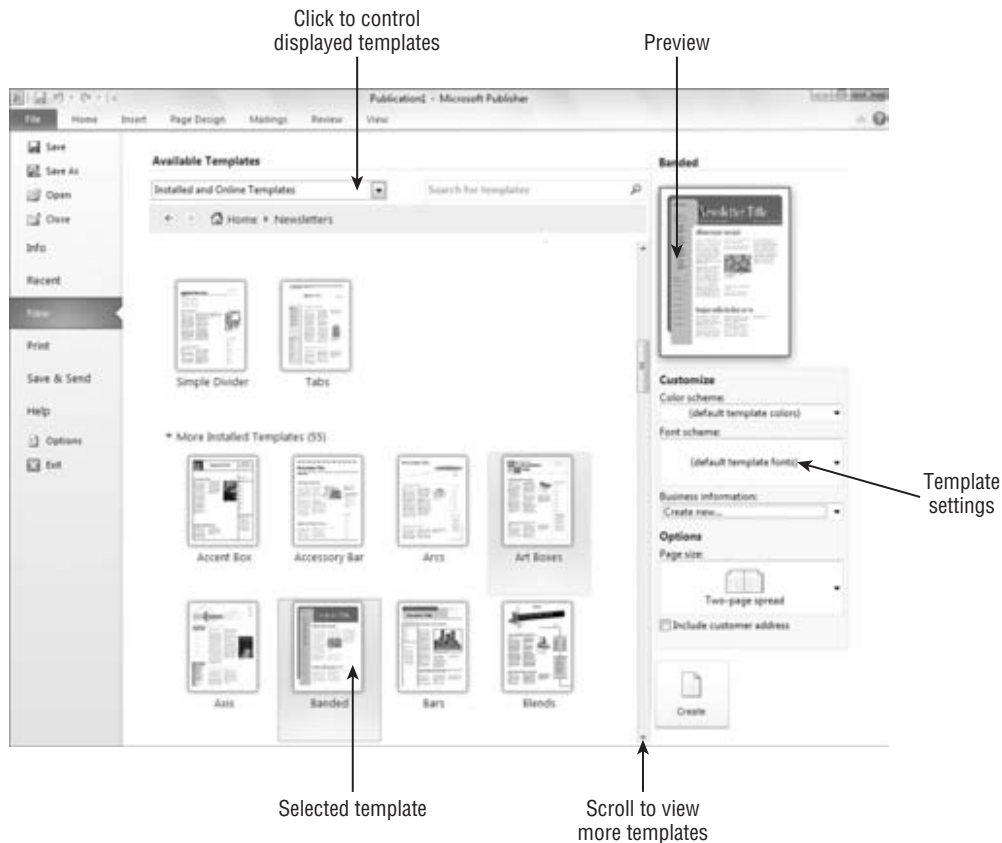 Click to control
displayed templates
Preview
Publication1 - Microsoft Publisher
File Home Insert Page Design Mailings Review View
Save
Save As
Open
Close
Info
Recent
New
Print
Save & Send
Help
Options
Exit
Available Templates
Installed and Online Templates
Search for templates
Home Newsletters
Simple Divider Tabs
More Installed Templates (55)
Accent Box Accessory Bar Arcs Art Boxes
Axis Banded Bars Blends
Banded
Newsletter Title
Customize
Color scheme:
(default template colors)
Font scheme:
(default template fonts)
Business information:
Create new...
Options
Page size:
Two-page spread
Include customer address
Create
Template
settings
Selected template
Scroll to view
more templates